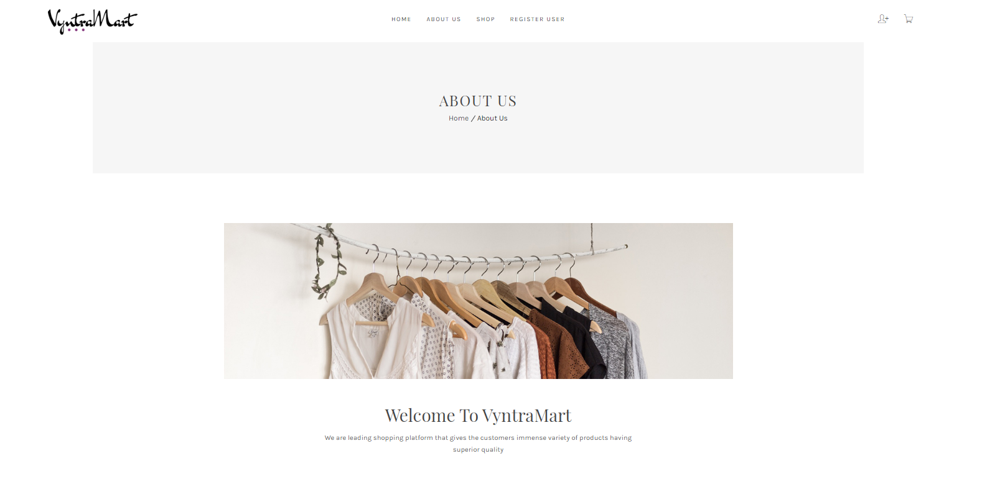 VyntraMart
HOME ABOUT US SHOP REGISTER USER
ABOUT US
Home / About Us
Welcome To VyntraMart
We are leading shopping platform that gives the customers immense variety of products having
superior quality